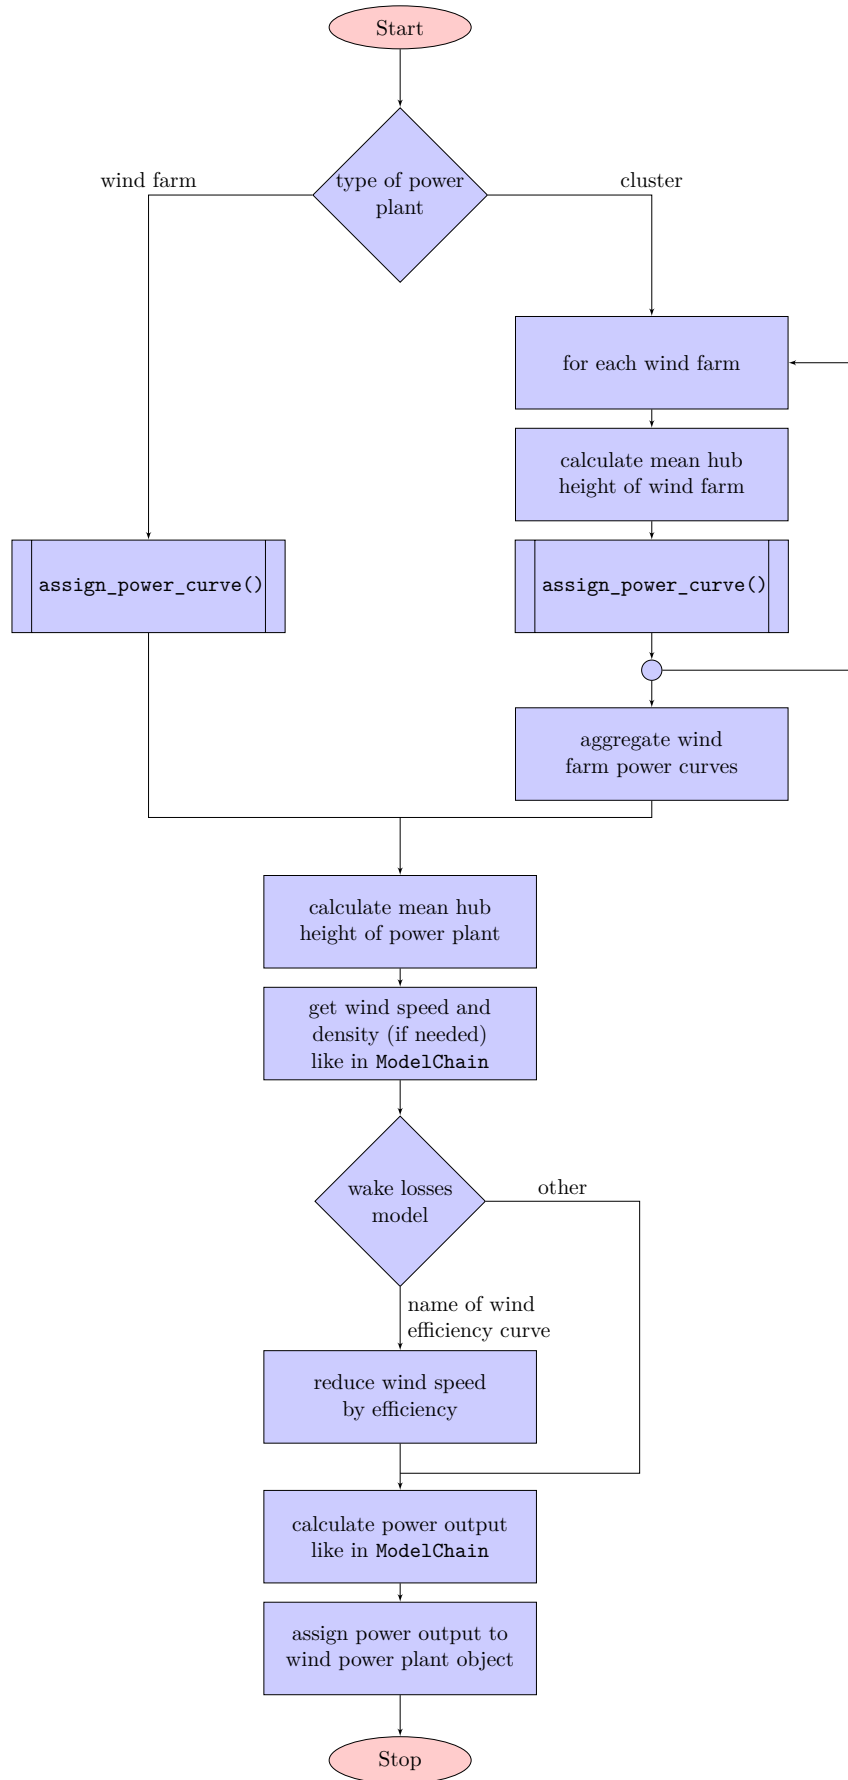 Start
type of power
plant
wind farm
cluster
for each wind farm
calculate mean hub
height of wind farm
assign_power_curve()
assign_power_curve()
aggregate wind
farm power curves
calculate mean hub
height of power plant
get wind speed and
density (if needed)
like in ModelChain
wake losses
model
other
name of wind
efficiency curve
reduce wind speed
by efficiency
calculate power output
like in ModelChain
assign power output to
wind power plant object
Stop